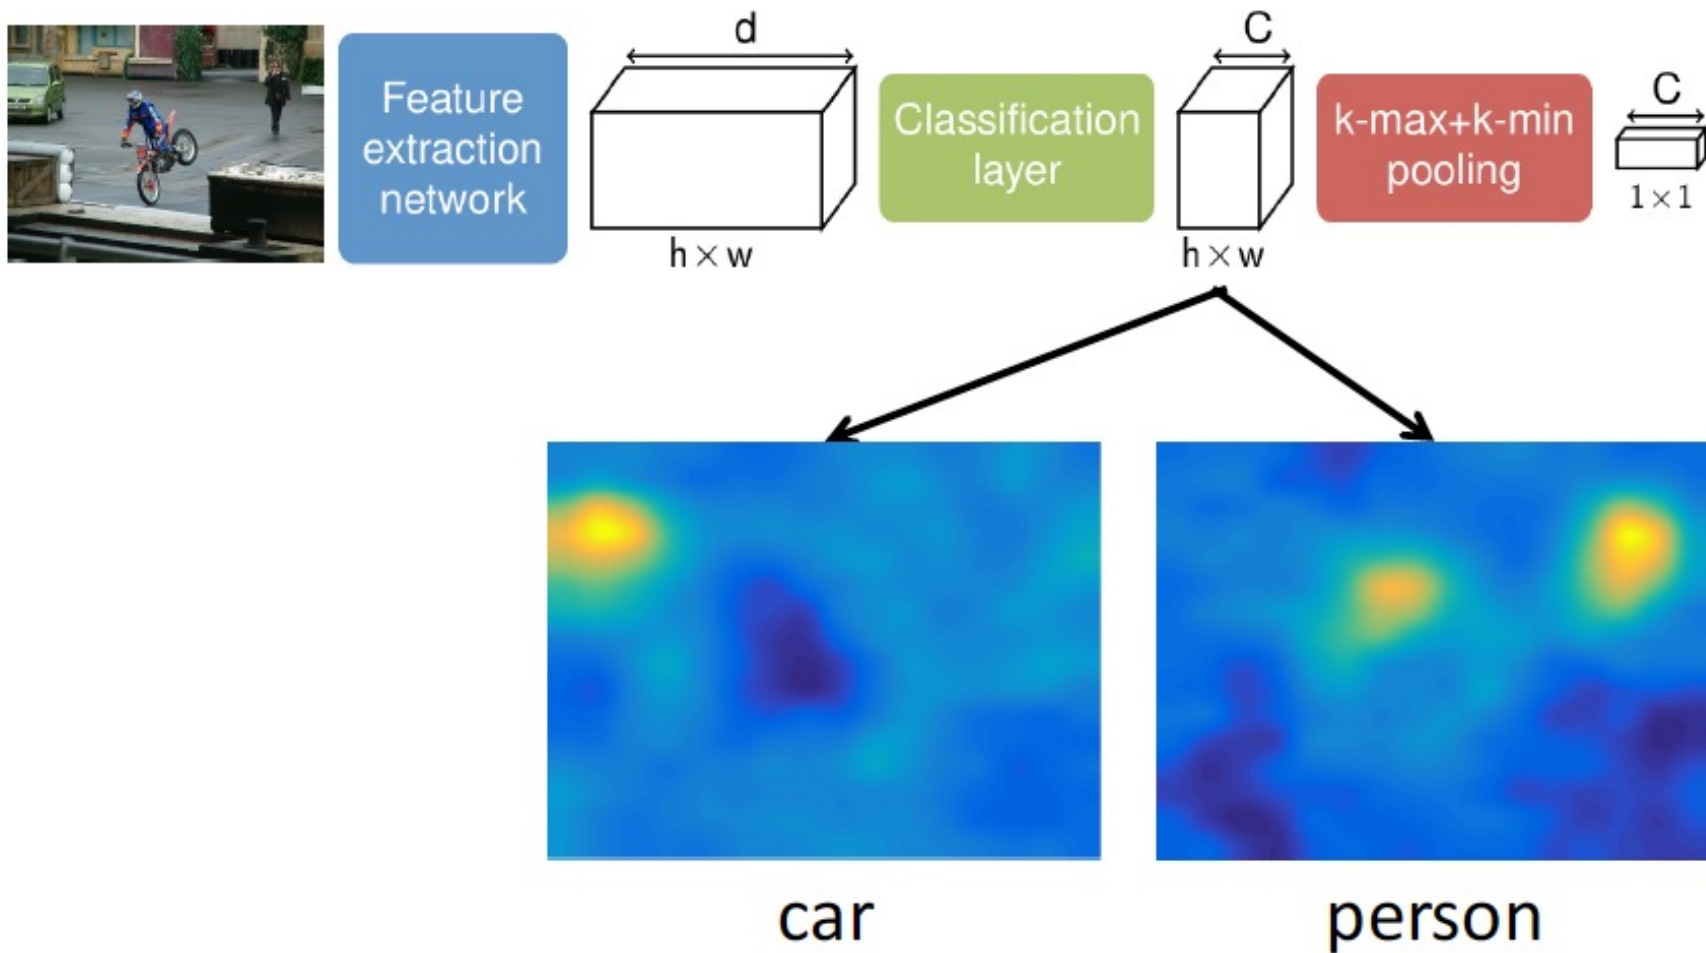 d
C
C
Feature
extraction
network
Classification
layer
k-max+k-min
pooling
1 × 1
h × w
h × w
car
person